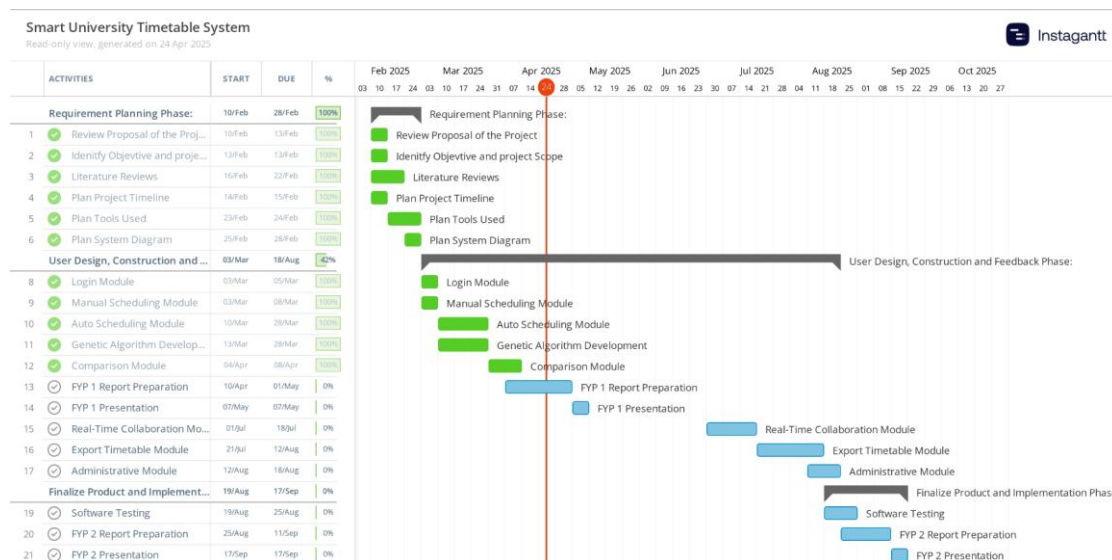 Smart University Timetable System
Read-only view, generated on 24 Apr 2025
Instagantt
ACTIVITIES START DUE %
Feb 2025 Mar 2025 Apr 2025 May 2025 Jun 2025 Jul 2025 Aug 2025 Sep 2025 Oct 2025
03 10 17 24 03 10 17 24 31 07 14 24 28 05 12 19 26 02 09 16 23 30 07 14 21 28 04 11 18 25 01 08 15 22 29 06 13 20 27
Requirement Planning Phase: 10/Feb 28/Feb 100% Requirement Planning Phase:
1 Review Proposal of the Proj... 10/Feb 13/Feb 100% Review Proposal of the Project
2 Idenitfy Objevtive and proje... 13/Feb 13/Feb 100% Idenitfy Objevtive and project Scope
3 Literature Reviews 16/Feb 22/Feb 100% Literature Reviews
4 Plan Project Timeline 14/Feb 15/Feb 100% Plan Project Timeline
5 Plan Tools Used 23/Feb 24/Feb 100% Plan Tools Used
6 Plan System Diagram 25/Feb 28/Feb 100% Plan System Diagram
User Design, Construction and ... 03/Mar 18/Aug 42% User Design, Construction and Feedback Phase:
8 Login Module 03/Mar 05/Mar 100% Login Module
9 Manual Scheduling Module 03/Mar 08/Mar 100% Manual Scheduling Module
10 Auto Scheduling Module 10/Mar 28/Mar 100% Auto Scheduling Module
11 Genetic Algorithm Develop... 13/Mar 28/Mar 100% Genetic Algorithm Development
12 Comparison Module 04/Apr 08/Apr 100% Comparison Module
13 FYP 1 Report Preparation 10/Apr 01/May 0% FYP 1 Report Preparation
14 FYP 1 Presentation 07/May 07/May 0% FYP 1 Presentation
15 Real-Time Collaboration Mo... 01/Jul 18/Jul 0% Real-Time Collaboration Module
16 Export Timetable Module 21/Jul 12/Aug 0% Export Timetable Module
17 Administrative Module 12/Aug 18/Aug 0% Administrative Module
Finalize Product and Implement... 19/Aug 17/Sep 0% Finalize Product and Implementation Phas
19 Software Testing 19/Aug 25/Aug 0% Software Testing
20 FYP 2 Report Preparation 25/Aug 11/Sep 0% FYP 2 Report Preparation
21 FYP 2 Presentation 17/Sep 17/Sep 0% FYP 2 Presentation